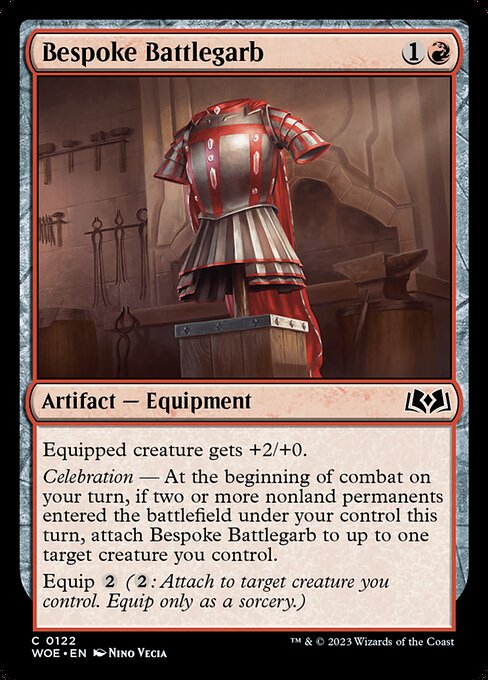 Bespoke Battlegarb 1
Artifact — Equipment
Equipped creature gets +2/+0.
Celebration — At the beginning of combat on
your turn, if two or more nonland permanents
entered the battlefield under your control this
turn, attach Bespoke Battlegarb to up to one
target creature you control.
Equip 2 (2: Attach to target creature you
control. Equip only as a sorcery.)
C 0122
WOE • EN Nino Vecia
™ & © 2023 Wizards of the Coast